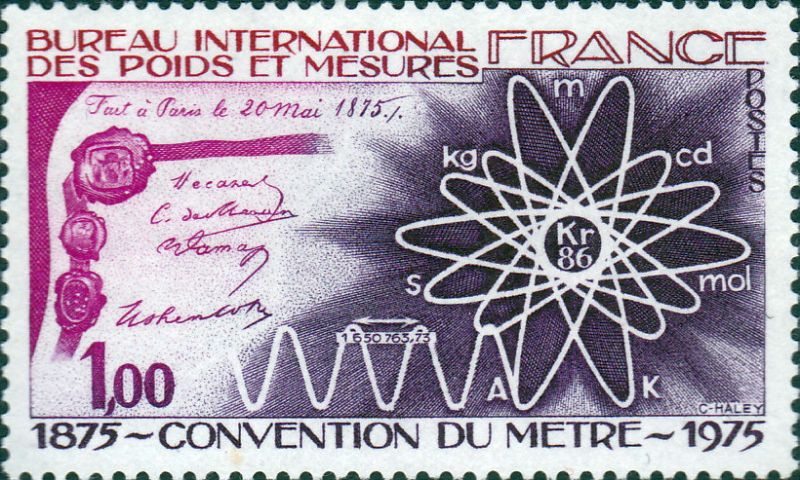 BUREAU INTERNATIONAL
DES POIDS ET MESURES
FRANCE
POSTES
Fait à Paris le 20 Mai 1875./.
m
kg
cd
Kr
86
s
mol
A
K
1 650 763,73
1,00
C·HALEY
1875~CONVENTION DU METRE~1975